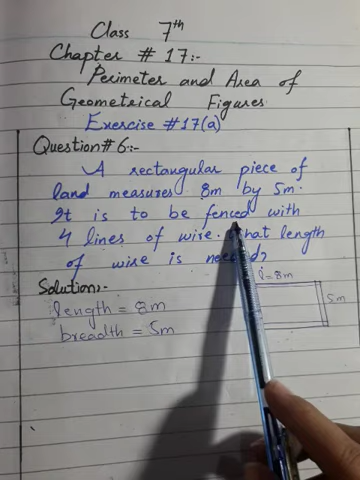 Class 7th
Chapter # 17:-
Perimeter and Area of
Geometrical Figures
Exercise #17(a)
Question# 6:-
A rectangular piece of
land measures 8m by 5m.
It is to be fenced with
4 lines of wire. What length
of wire is needed?
Solution:-
l = 8m
5m
length = 8m
breadth = 5m